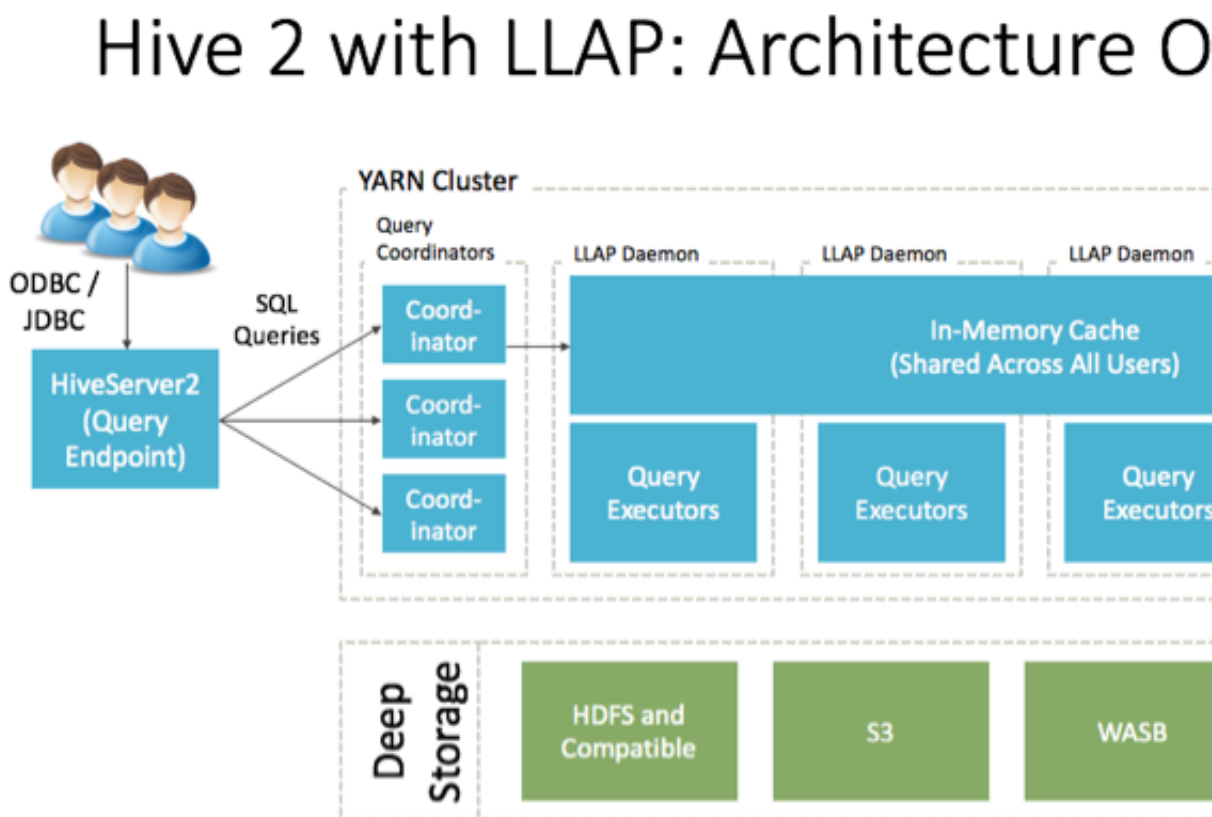 Hive 2 with LLAP: Architecture O
YARN Cluster
Query
Coordinators
LLAP Daemon
LLAP Daemon
LLAP Daemon
ODBC /
JDBC
SQL
Queries
HiveServer2
(Query
Endpoint)
Coord-
inator
Coord-
inator
Coord-
inator
In-Memory Cache
(Shared Across All Users)
Query
Executors
Query
Executors
Query
Executors
Deep
Storage
HDFS and
Compatible
S3
WASB